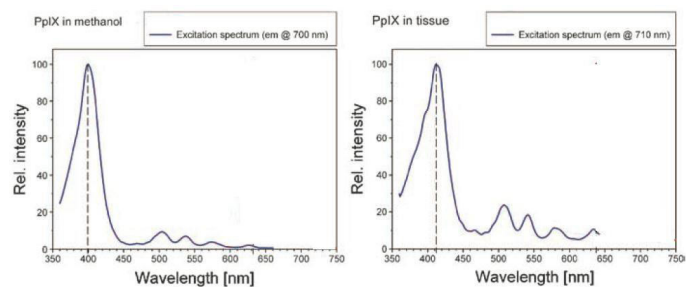 PpIX in methanol
Excitation spectrum (em @ 700 nm)
100
80
60
40
20
0
Rel. intensity
350 400 450 500 550 600 650 700 750
Wavelength [nm]
PpIX in tissue
Excitation spectrum (em @ 710 nm)
100
80
60
40
20
0
Rel. intensity
350 400 450 500 550 600 650 700 750
Wavelength [nm]